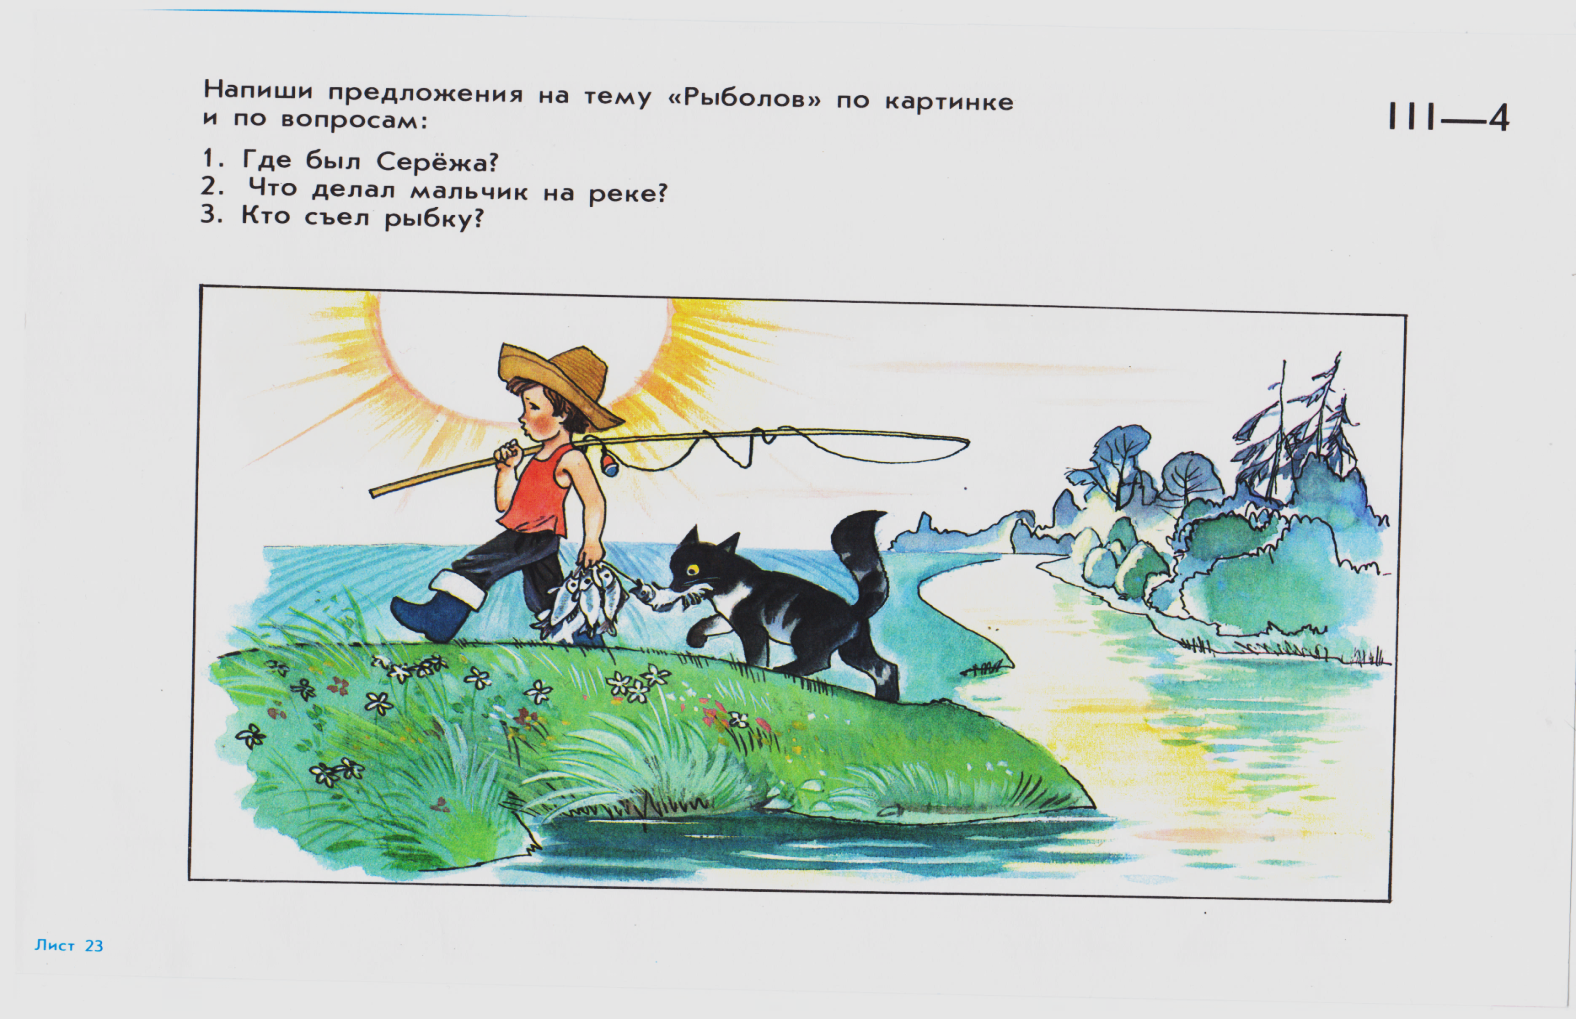 Напиши предложения на тему «Рыболов» по картинке
и по вопросам:
III—4
1. Где был Серёжа?
2. Что делал мальчик на реке?
3. Кто съел рыбку?
Лист 23